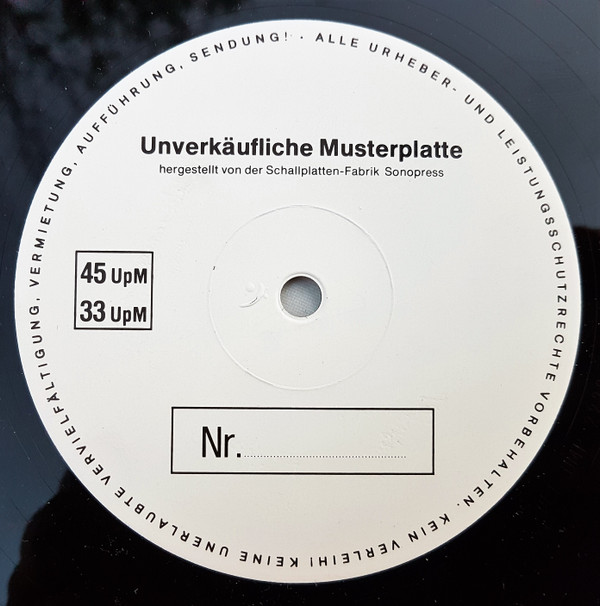 ALLE URHEBER- UND LEISTUNGSSCHUTZRECHTE VORBEHALTEN. KEIN VERLEIH! KEINE UNERLAUBTE VERVIELFÄLTIGUNG, VERMIETUNG, AUFFÜHRUNG, SENDUNG! ·
Unverkäufliche Musterplatte
hergestellt von der Schallplatten-Fabrik Sonopress
45 UpM
33 UpM
Nr.